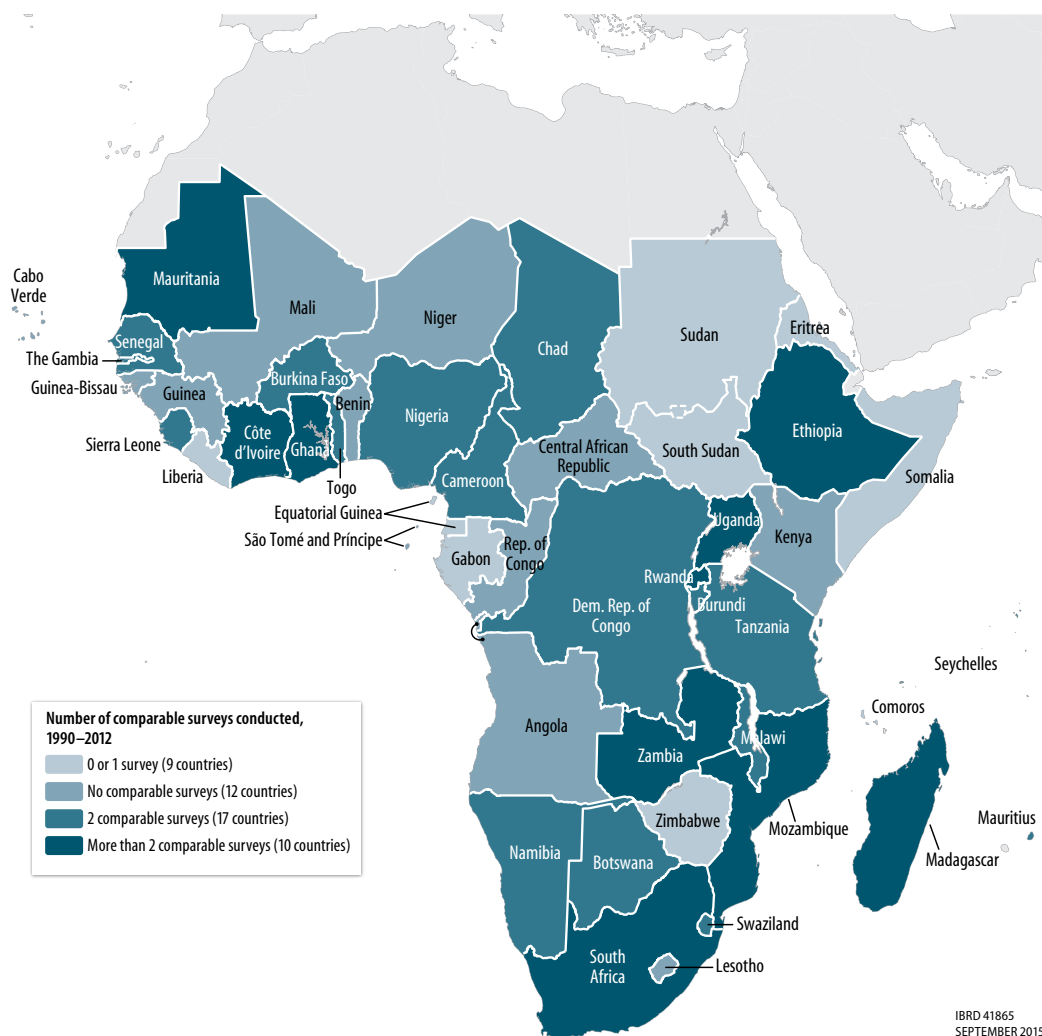 Cabo
Verde
Mauritania
Mali
Niger
Chad
Sudan
Eritrea
Senegal
The Gambia
Guinea-Bissau
Guinea
Burkina Faso
Benin
Nigeria
Sierra Leone
Côte
d’Ivoire
Ghana
Liberia
Togo
Cameroon
Central African
Republic
South Sudan
Ethiopia
Somalia
Equatorial Guinea
São Tomé and Príncipe
Gabon
Rep. of
Congo
Uganda
Kenya
Rwanda
Burundi
Dem. Rep. of
Congo
Tanzania
Seychelles
Comoros
Angola
Zambia
Malawi
Zimbabwe
Mozambique
Mauritius
Madagascar
Namibia
Botswana
Swaziland
South
Africa
Lesotho
Number of comparable surveys conducted,
1990–2012
0 or 1 survey (9 countries)
No comparable surveys (12 countries)
2 comparable surveys (17 countries)
More than 2 comparable surveys (10 countries)
IBRD 41865
SEPTEMBER 2015